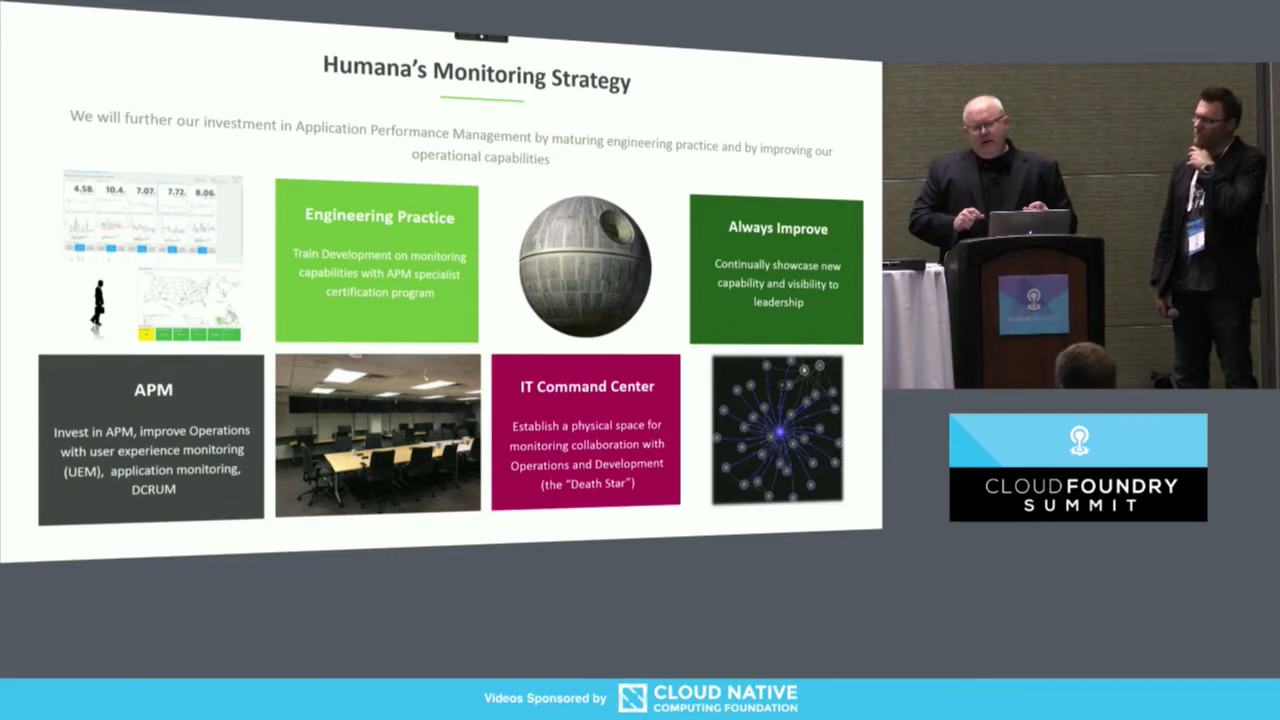 Humana's Monitoring Strategy
We will further our investment in Application Performance Management by maturing engineering practice and by improving our
operational capabilities
4.58.
10.4.
7.07.
7.72.
8.06.
Engineering Practice
Train Development on monitoring
capabilities with APM specialist
certification program
Always Improve
Continually showcase new
capability and visibility to
leadership
APM
Invest in APM, improve Operations
with user experience monitoring
(UEM), application monitoring,
DCRUM
IT Command Center
Establish a physical space for
monitoring collaboration with
Operations and Development
(the “Death Star”)
CLOUDFOUNDRY
SUMMIT
Videos Sponsored by
CLOUD NATIVE
COMPUTING FOUNDATION